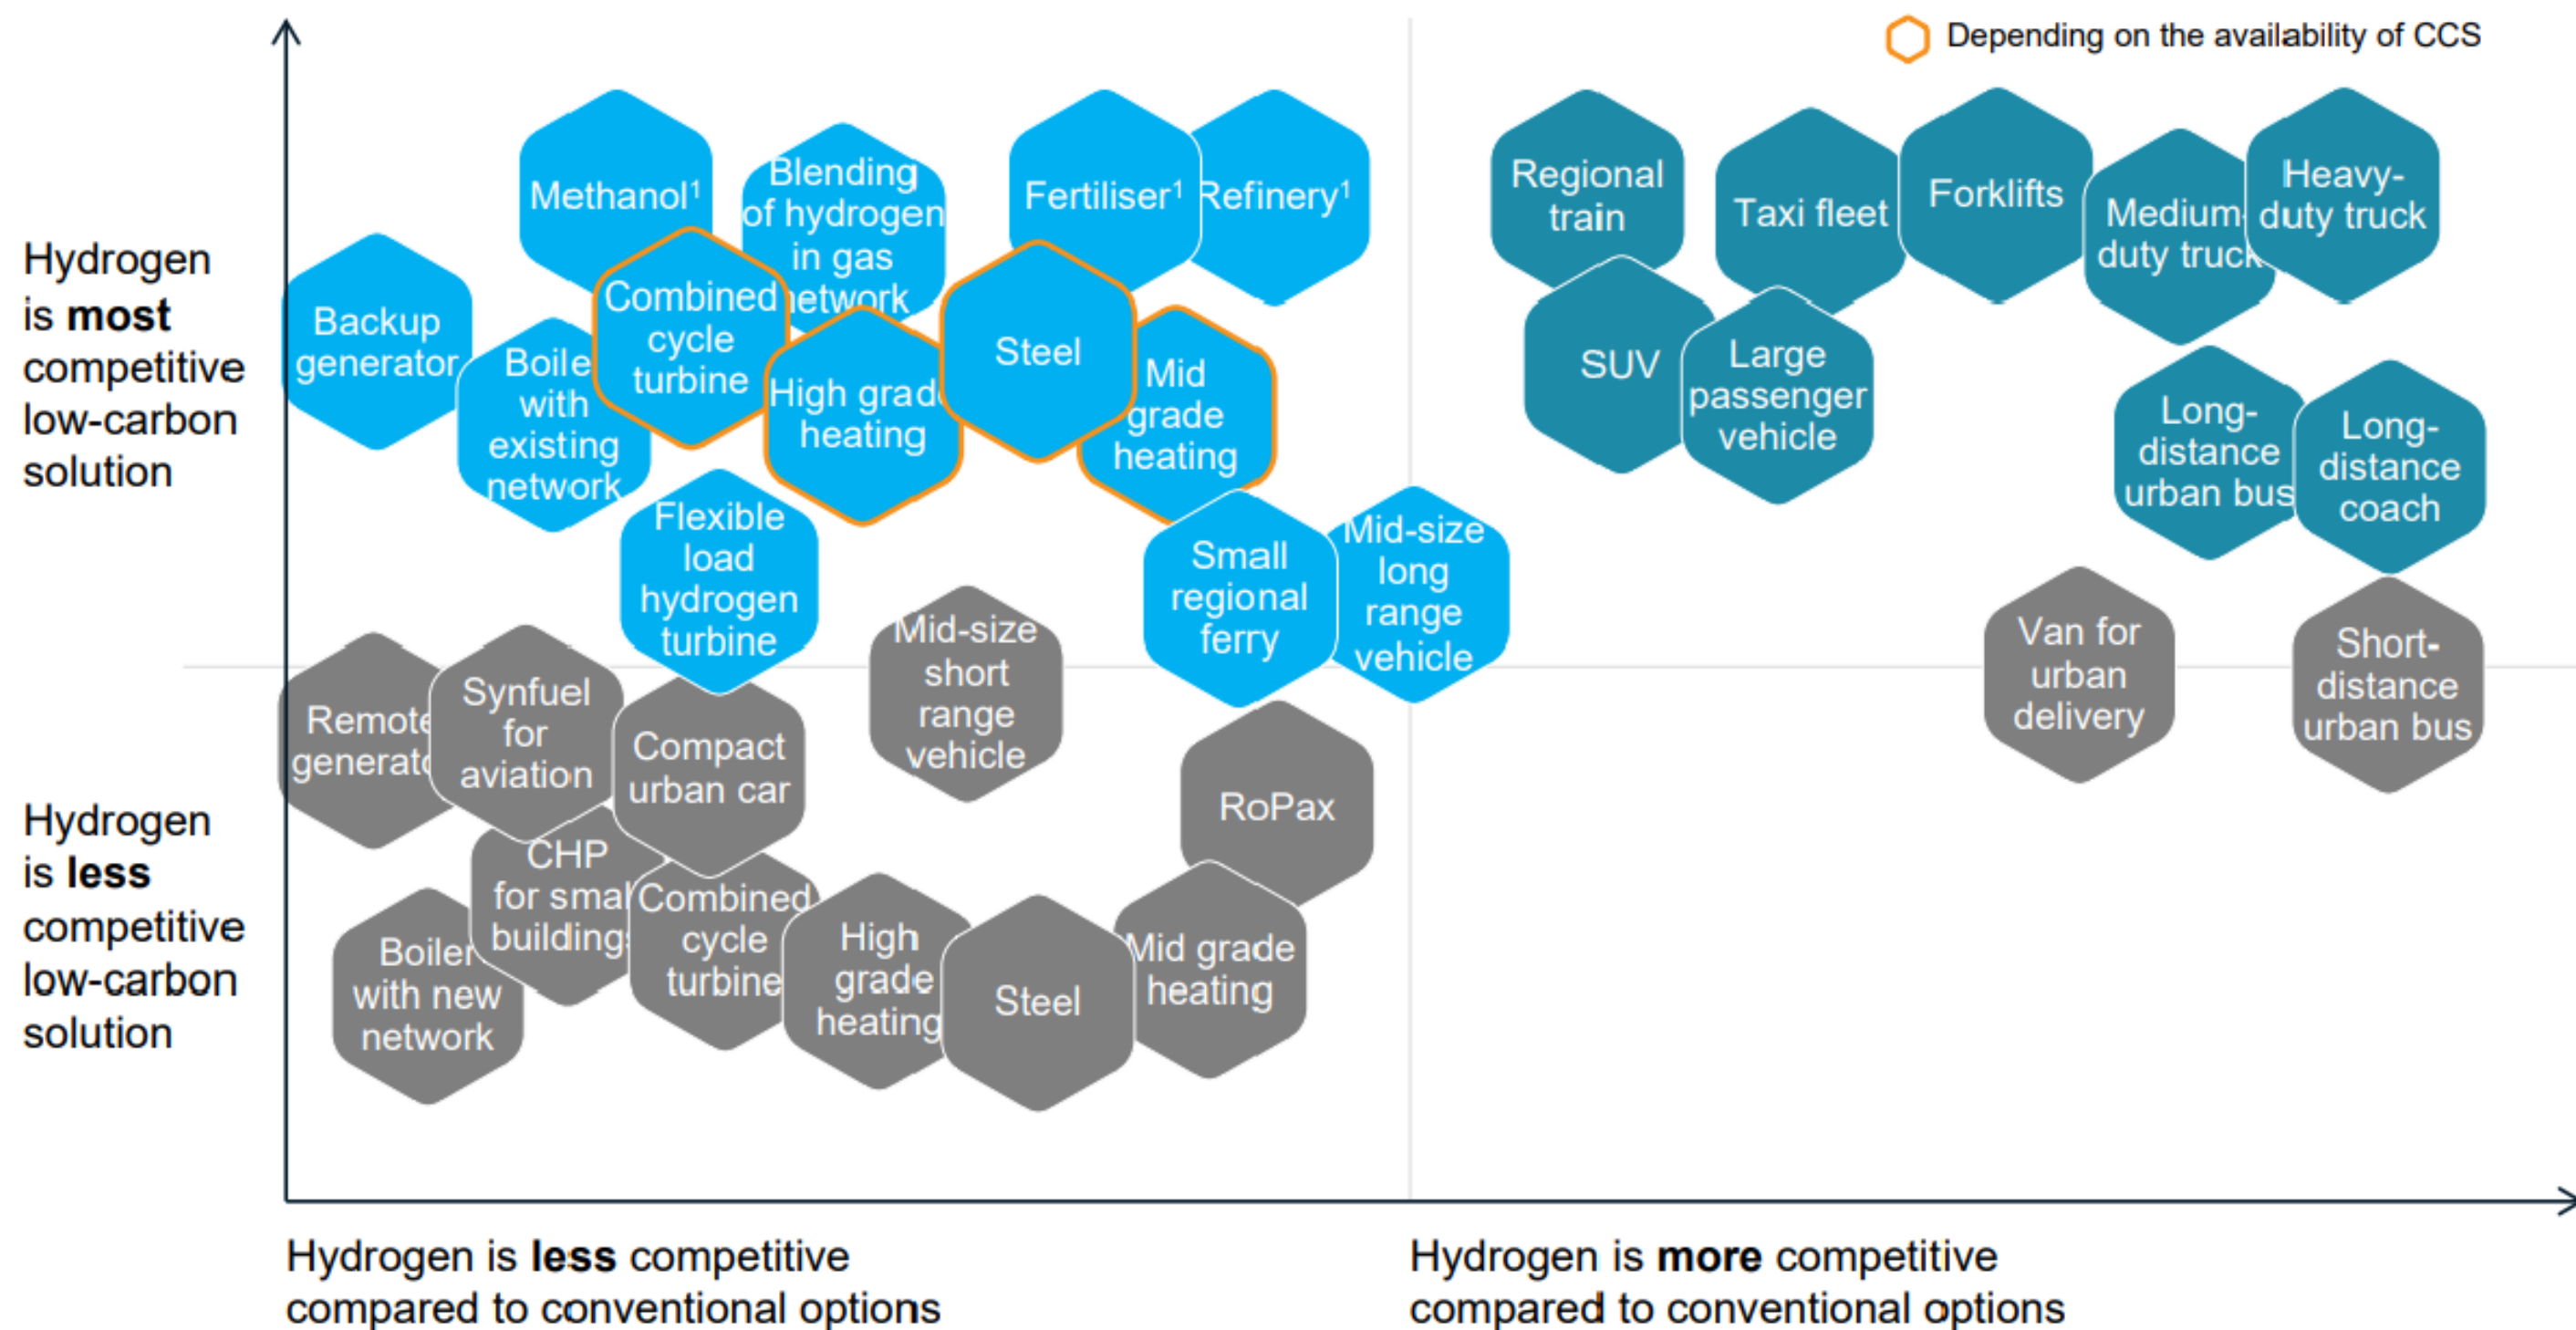 Depending on the availability of CCS
Hydrogen
is most
competitive
low-carbon
solution
Methanol¹
Blending
of hydrogen
in gas
network
Fertiliser¹
Refinery¹
Backup
generator
Boile
with
existing
network
Combined
cycle
turbine
High grad
heating
Steel
Mid
grade
heating
Flexible
load
hydrogen
turbine
Small
regional
ferry
Mid-size
long
range
vehicle
Regional
train
Taxi fleet
Forklifts
Medium-
duty truck
Heavy-
duty truck
SUV
Large
passenger
vehicle
Long-
distance
urban bus
Long-
distance
coach
Hydrogen
is less
competitive
low-carbon
solution
Remote
generato
Synfuel
for
aviation
Compact
urban car
Mid-size
short
range
vehicle
RoPax
Van for
urban
delivery
Short-
distance
urban bus
Boiler
with new
network
CHP
for smal
buildings
Combined
cycle
turbine
High
grade
heating
Steel
Mid grade
heating
Hydrogen is less competitive
compared to conventional options
Hydrogen is more competitive
compared to conventional options